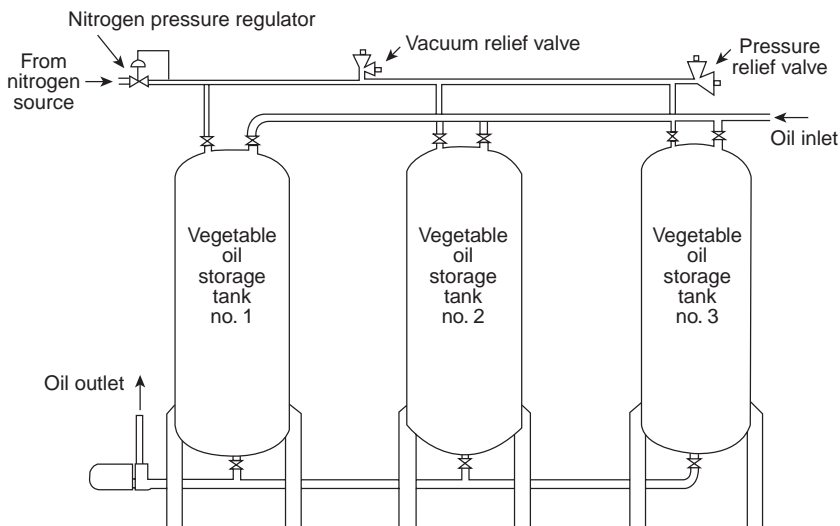 Nitrogen pressure regulator
From
nitrogen
source
Vacuum relief valve
Pressure
relief valve
Oil inlet
Vegetable
oil
storage
tank
no. 1
Vegetable
oil
storage
tank
no. 2
Vegetable
oil
storage
tank
no. 3
Oil outlet